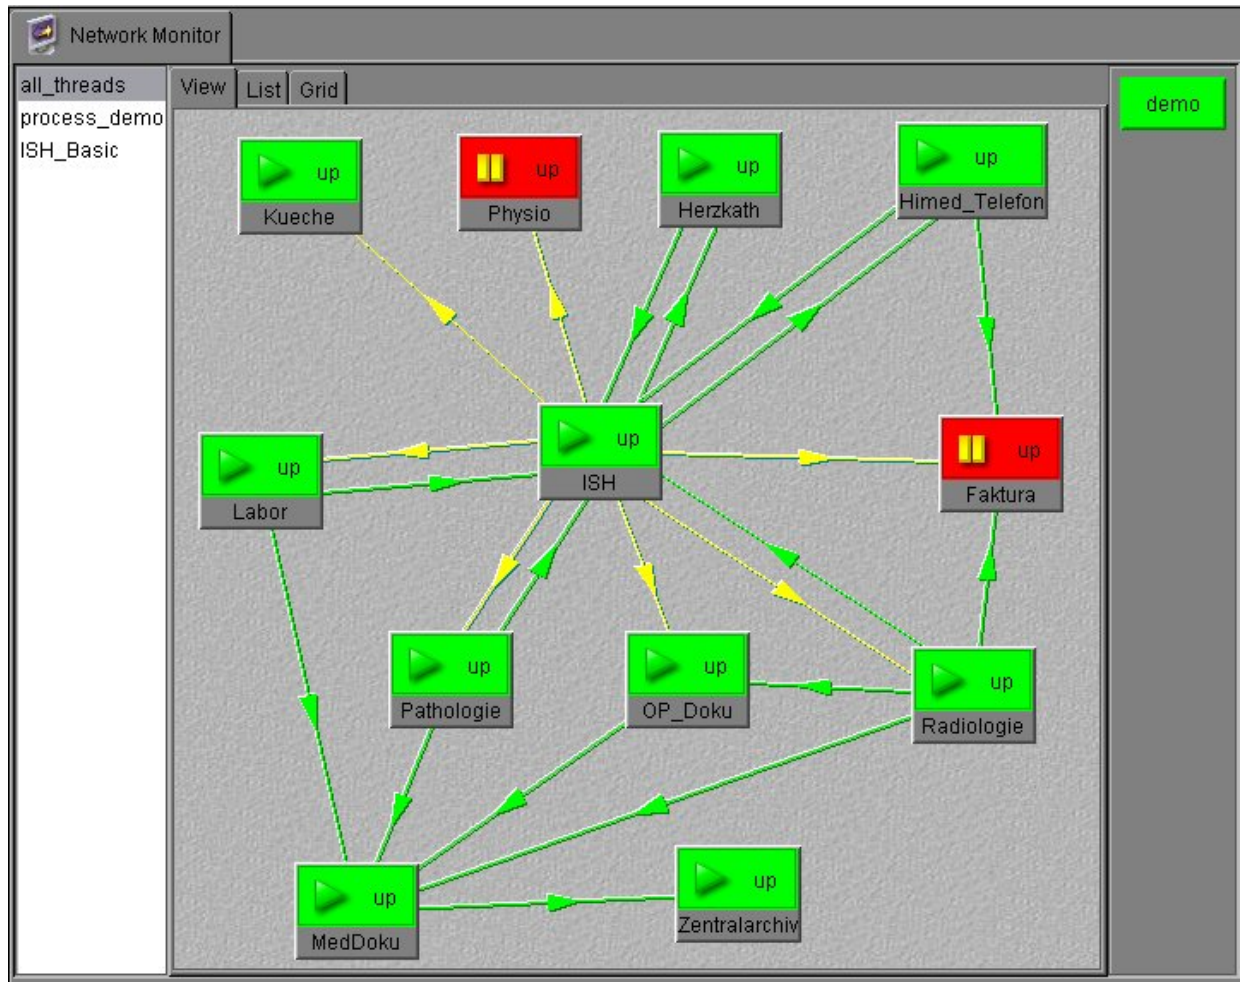 Network Monitor
all_threads
process_demo
ISH_Basic
View List Grid
demo
up
Kueche
up
Physio
up
Herzkath
up
Himed_Telefon
up
Labor
up
ISH
up
Faktura
up
Pathologie
up
OP_Doku
up
Radiologie
up
MedDoku
up
Zentralarchiv